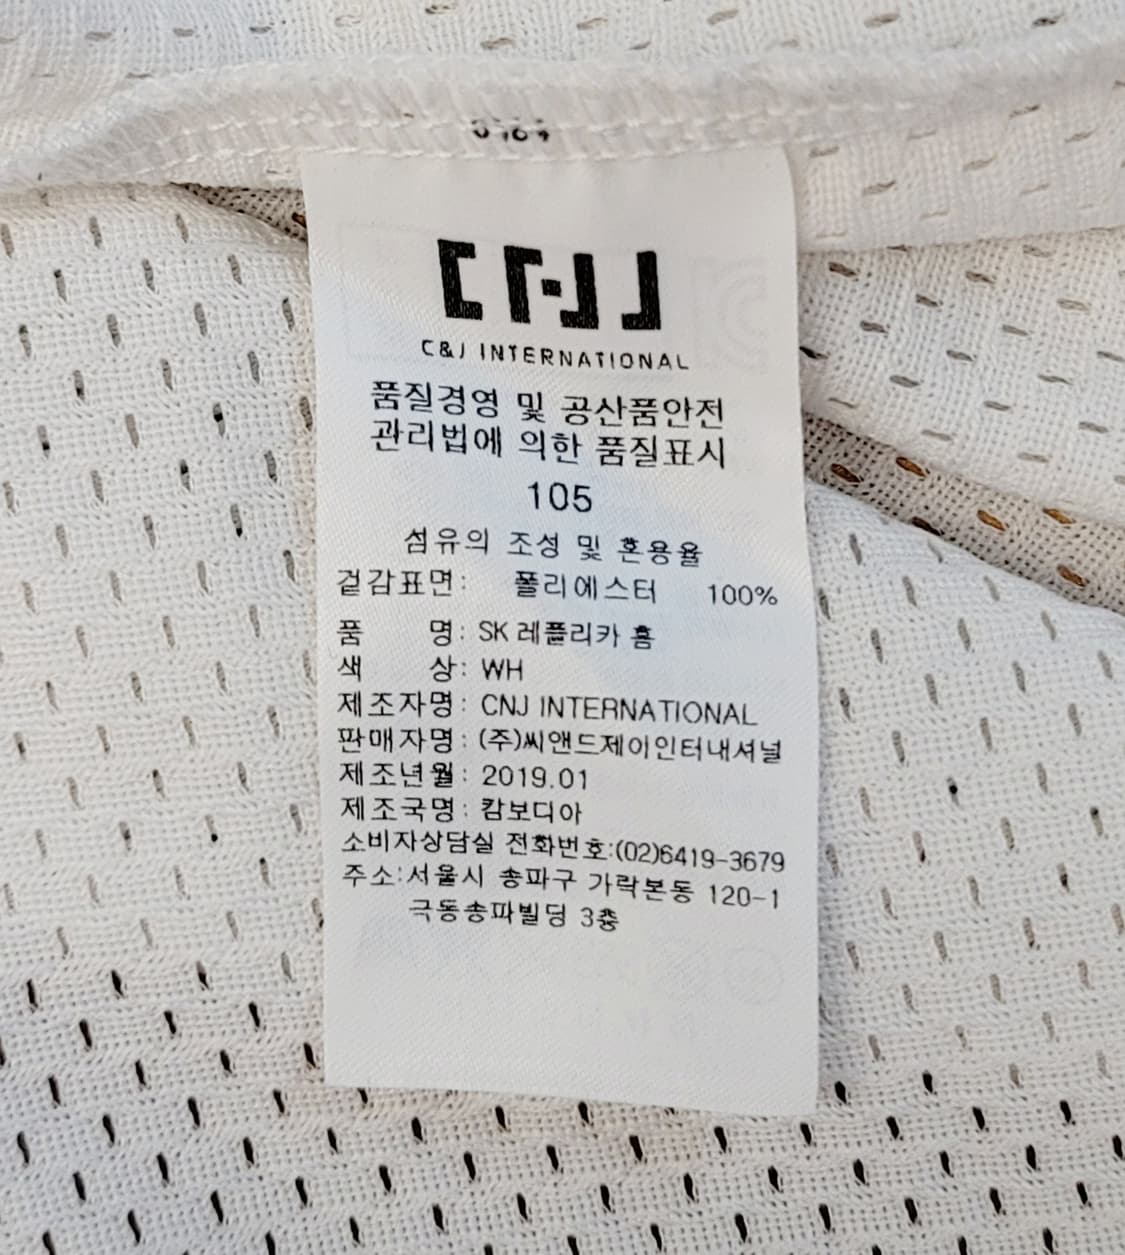 C&J INTERNATIONAL
품질경영 및 공산품안전
관리법에 의한 품질표시
105
섬유의 조성 및 혼용율
겉감표면: 폴리에스터 100%
품 명: SK 레플리카 홈
색 상: WH
제조자명: CNJ INTERNATIONAL
판매자명: (주)씨앤드제이인터내셔널
제조년월: 2019.01
제조국명: 캄보디아
소비자상담실 전화번호:(02)6419-3679
주소:서울시 송파구 가락본동 120-1
극동송파빌딩 3층